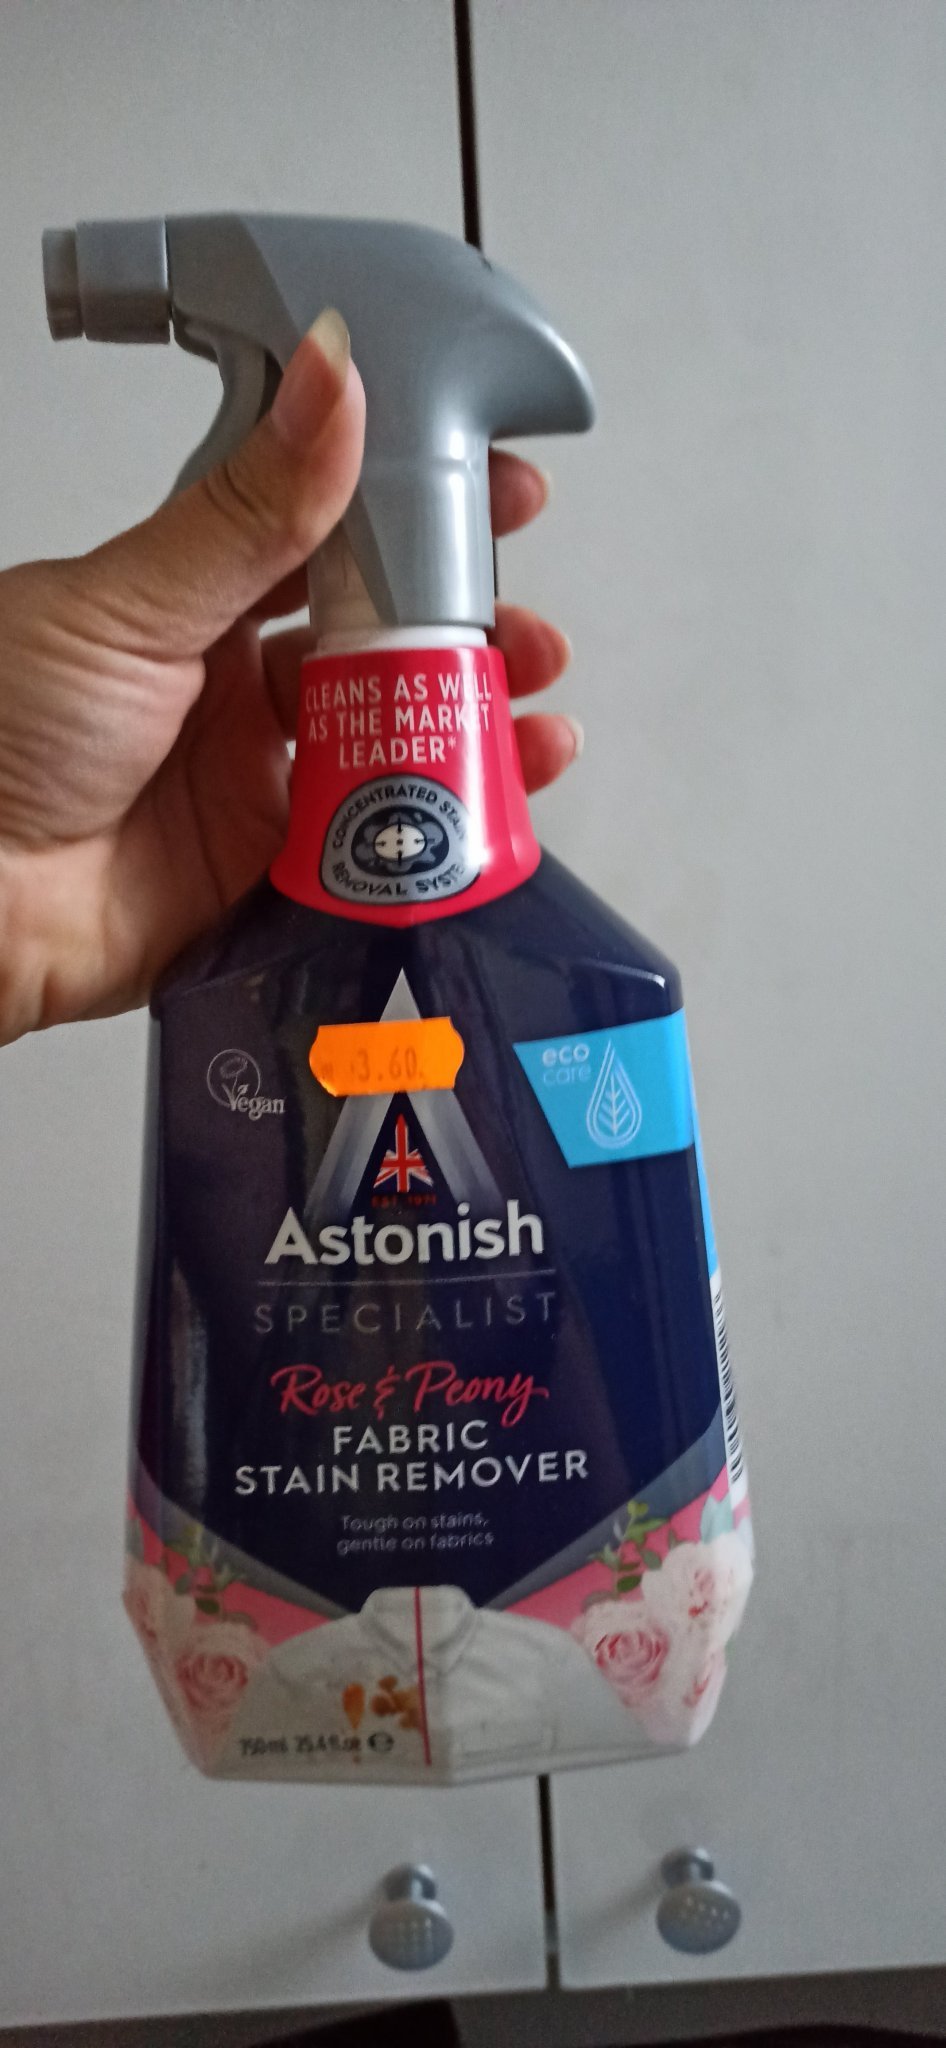 CLEANS AS WELL
AS THE MARKET
LEADER*
CONCENTRATED STAIN
REMOVAL SYSTEM
Vegan
3.60
eco
care
EST. 1971
Astonish
SPECIALIST
Rose & Peony
FABRIC
STAIN REMOVER
Tough on stains,
gentle on fabrics
750ml 25.4 fl.oz e